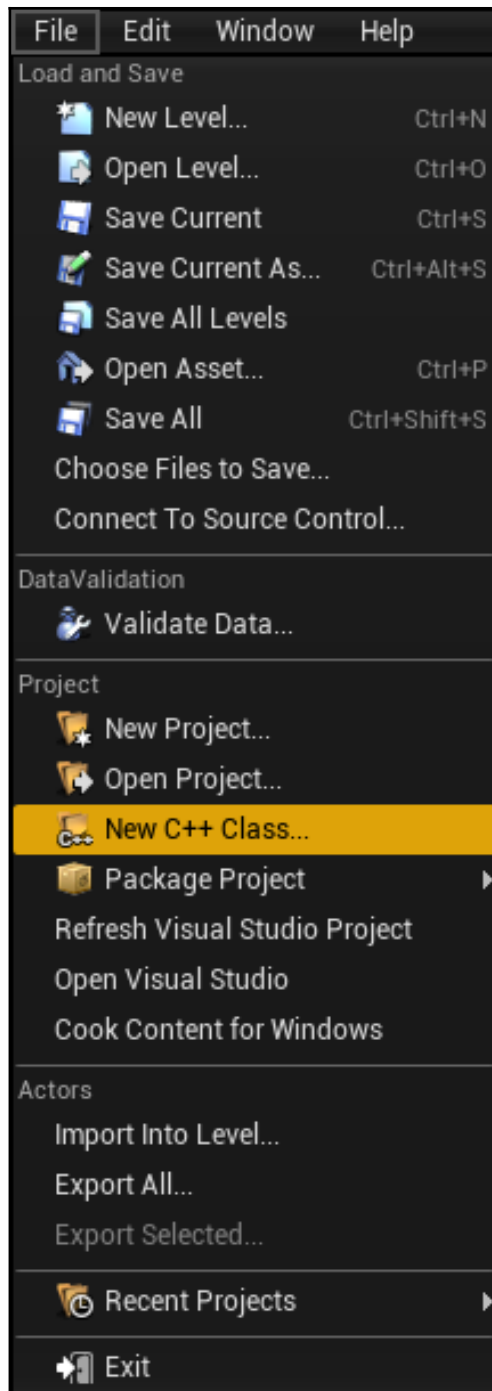 File Edit Window Help
Load and Save
New Level... Ctrl+N
Open Level... Ctrl+O
Save Current Ctrl+S
Save Current As... Ctrl+Alt+S
Save All Levels
Open Asset... Ctrl+P
Save All Ctrl+Shift+S
Choose Files to Save...
Connect To Source Control...
DataValidation
Validate Data...
Project
New Project...
Open Project...
C++ New C++ Class...
Package Project
Refresh Visual Studio Project
Open Visual Studio
Cook Content for Windows
Actors
Import Into Level...
Export All...
Export Selected...
Recent Projects
Exit